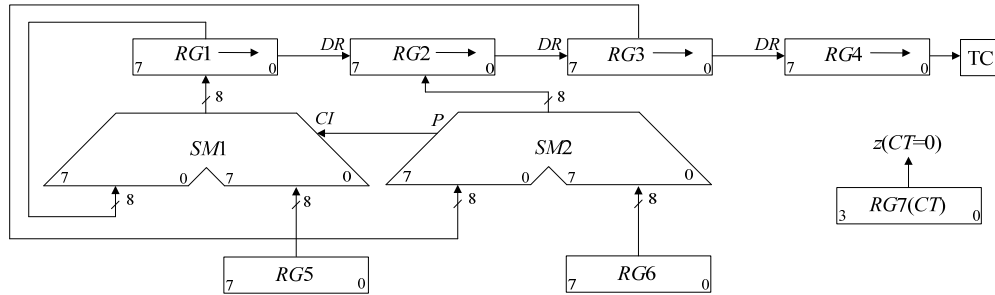 RG1 DR RG2 DR RG3 DR RG4 TC
7 0 7 0 7 0 7 0
8 8
CI P
SM1 SM2 z(CT=0)
7 0 7 0 7 0 7 0
RG7(CT)
3 0
8 8 8 8
RG5 RG6
7 0 7 0